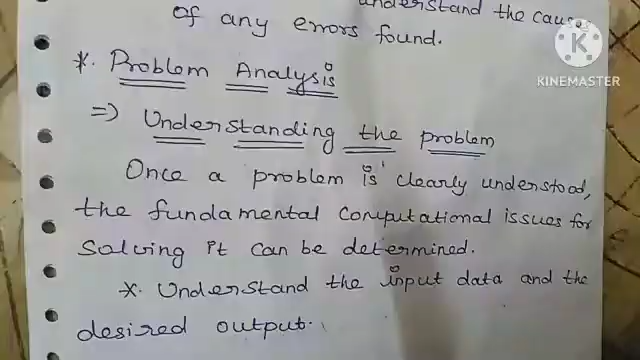 understand the causes
of any errors found.
*. Problem Analysis
⇒ Understanding the problem
Once a problem is clearly understood,
the fundamental computational issues for
solving it can be determined.
*. Understand the input data and the
desired output.
K
KINEMASTER